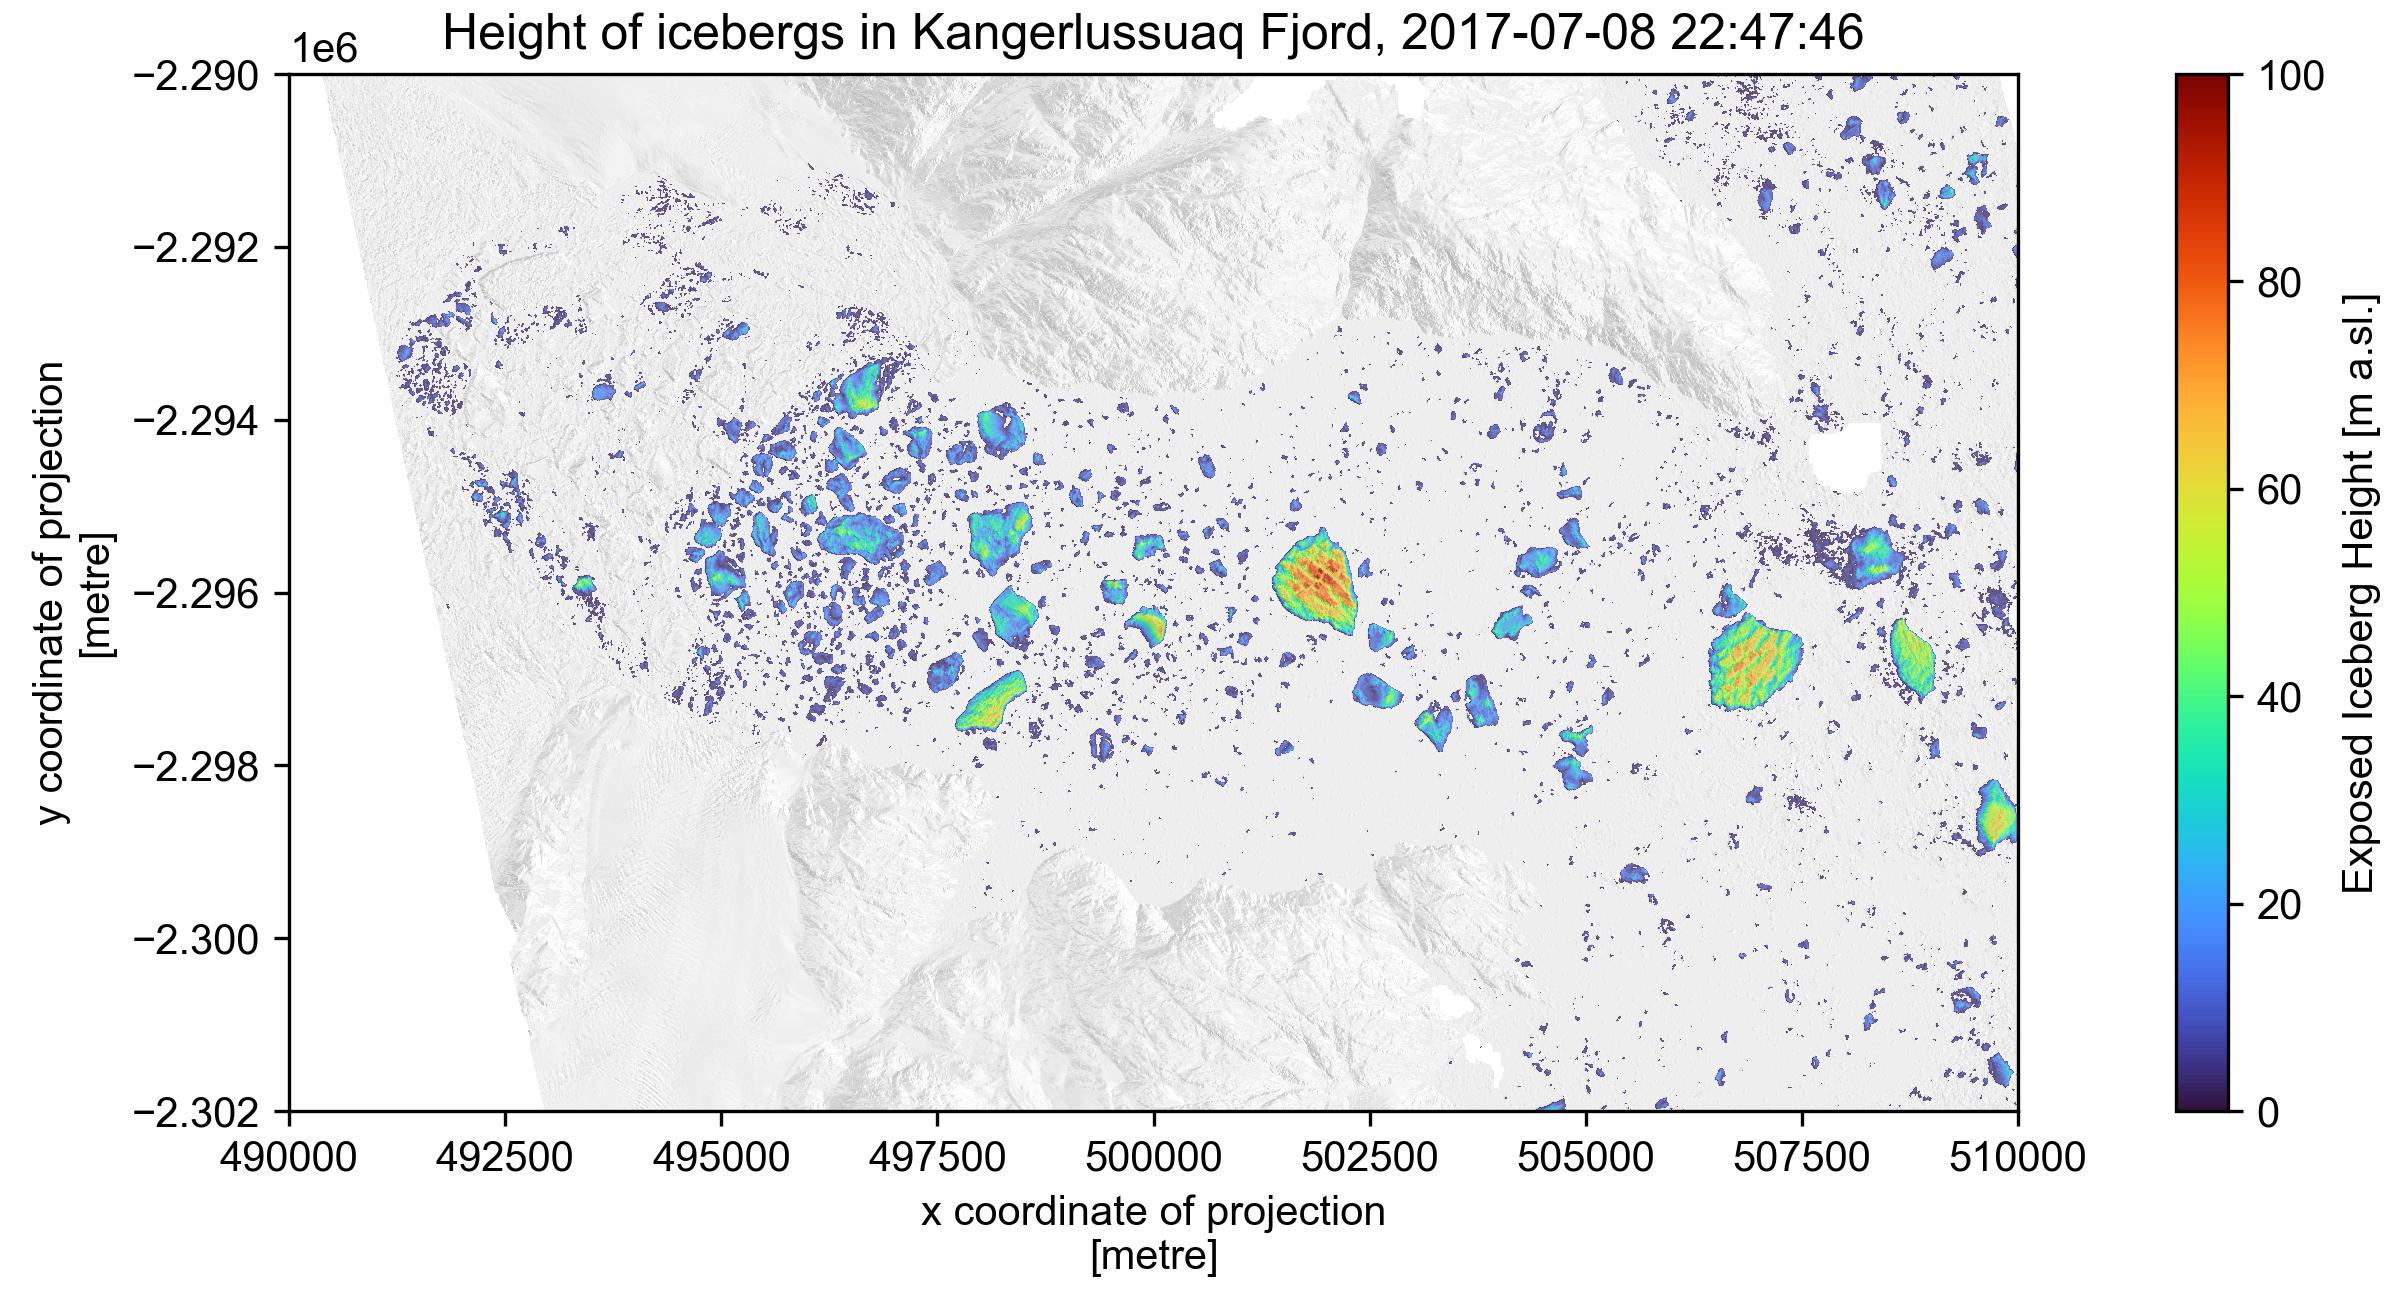 Height of icebergs in Kangerlussuaq Fjord, 2017-07-08 22:47:46
1e6
−2.290
−2.292
−2.294
−2.296
−2.298
−2.300
−2.302
y coordinate of projection
[metre]
490000 492500 495000 497500 500000 502500 505000 507500 510000
x coordinate of projection
[metre]
100
80
60
40
20
0
Exposed Iceberg Height [m a.sl.]